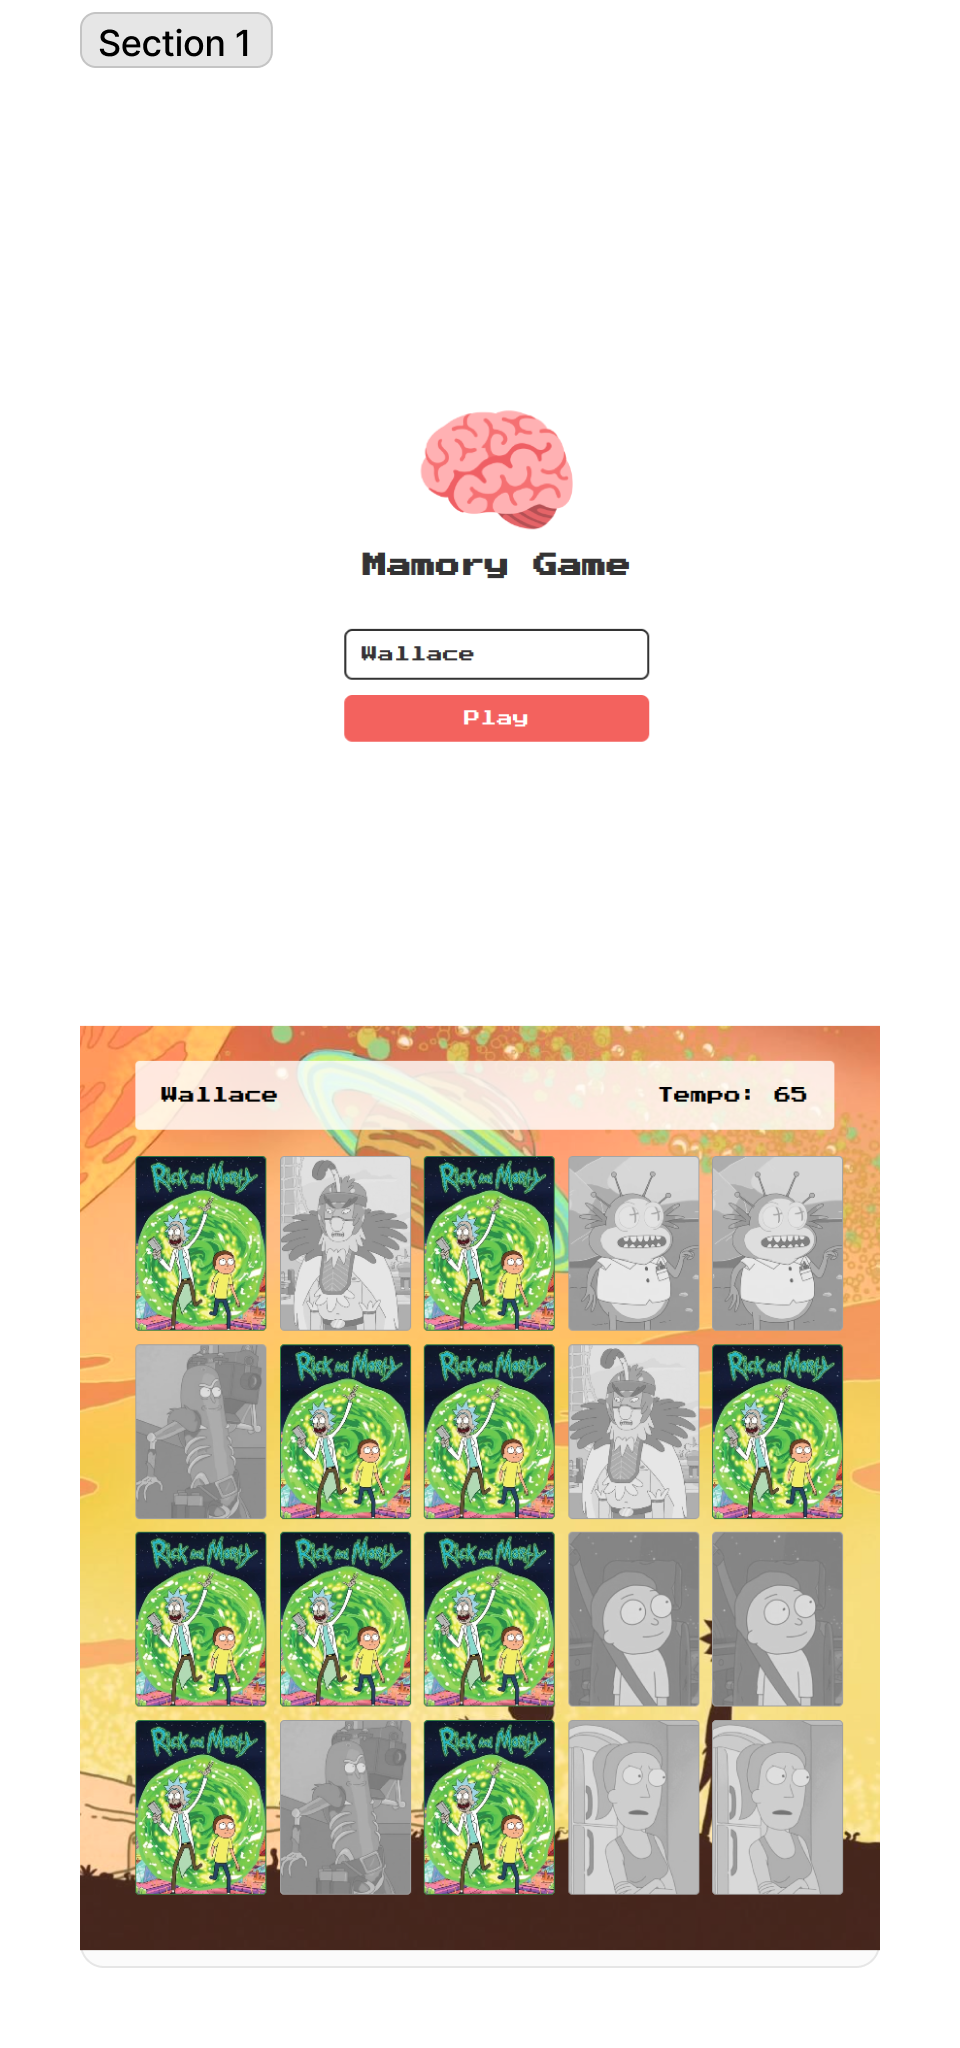 Section 1
Mamory Game
Wallace
Play
Wallace Tempo: 65
Rick and Morty Rick and Morty
Rick and Morty Rick and Morty Rick and Morty
Rick and Morty Rick and Morty Rick and Morty
Rick and Morty Rick and Morty